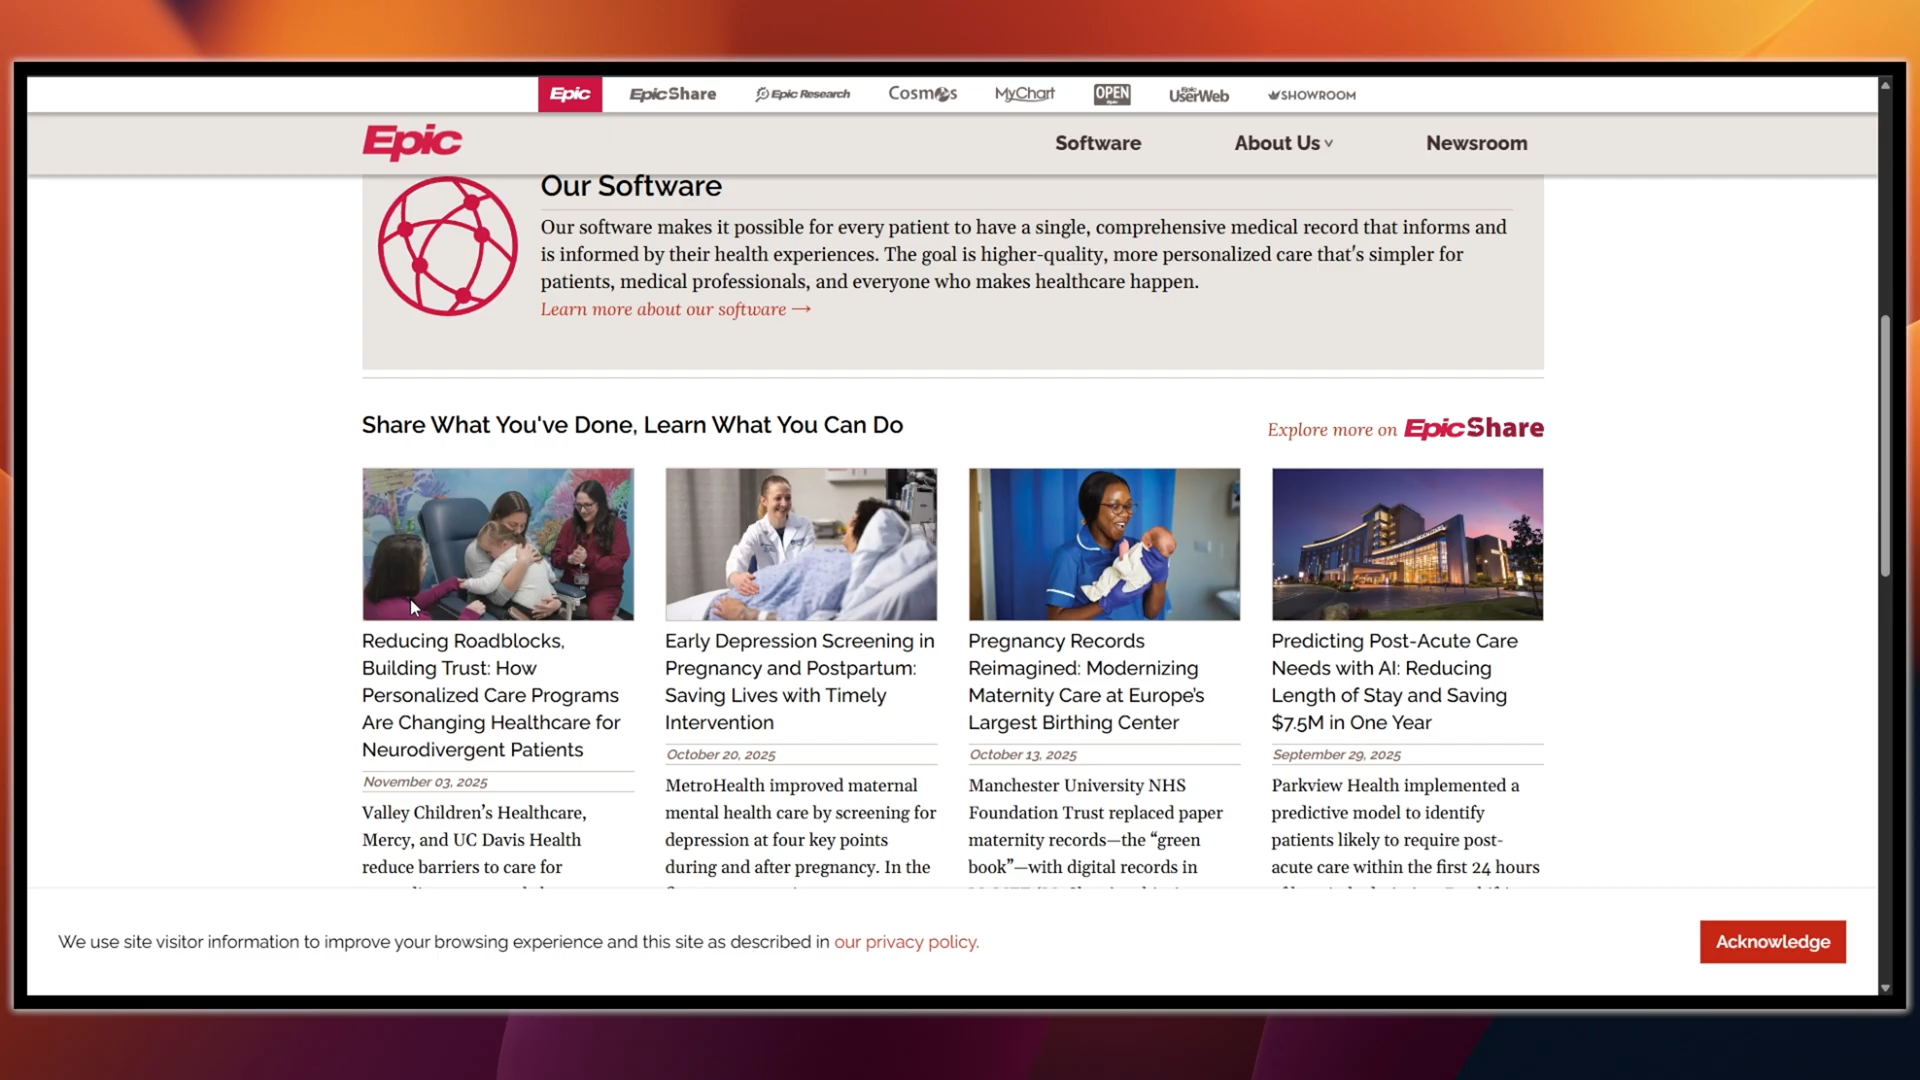 Epic EpicShare Epic Research Cosmos MyChart OPEN Epic UserWeb SHOWROOM
Epic Software About Us Newsroom
Our Software
Our software makes it possible for every patient to have a single, comprehensive medical record that informs and
is informed by their health experiences. The goal is higher-quality, more personalized care that's simpler for
patients, medical professionals, and everyone who makes healthcare happen.
Learn more about our software →
Share What You've Done, Learn What You Can Do
Explore more on EpicShare
Reducing Roadblocks,
Building Trust: How
Personalized Care Programs
Are Changing Healthcare for
Neurodivergent Patients
November 03, 2025
Valley Children’s Healthcare,
Mercy, and UC Davis Health
reduce barriers to care for
Early Depression Screening in
Pregnancy and Postpartum:
Saving Lives with Timely
Intervention
October 20, 2025
MetroHealth improved maternal
mental health care by screening for
depression at four key points
during and after pregnancy. In the
Pregnancy Records
Reimagined: Modernizing
Maternity Care at Europe’s
Largest Birthing Center
October 13, 2025
Manchester University NHS
Foundation Trust replaced paper
maternity records—the “green
book”—with digital records in
Predicting Post-Acute Care
Needs with AI: Reducing
Length of Stay and Saving
$7.5M in One Year
September 29, 2025
Parkview Health implemented a
predictive model to identify
patients likely to require post-
acute care within the first 24 hours
We use site visitor information to improve your browsing experience and this site as described in our privacy policy.
Acknowledge